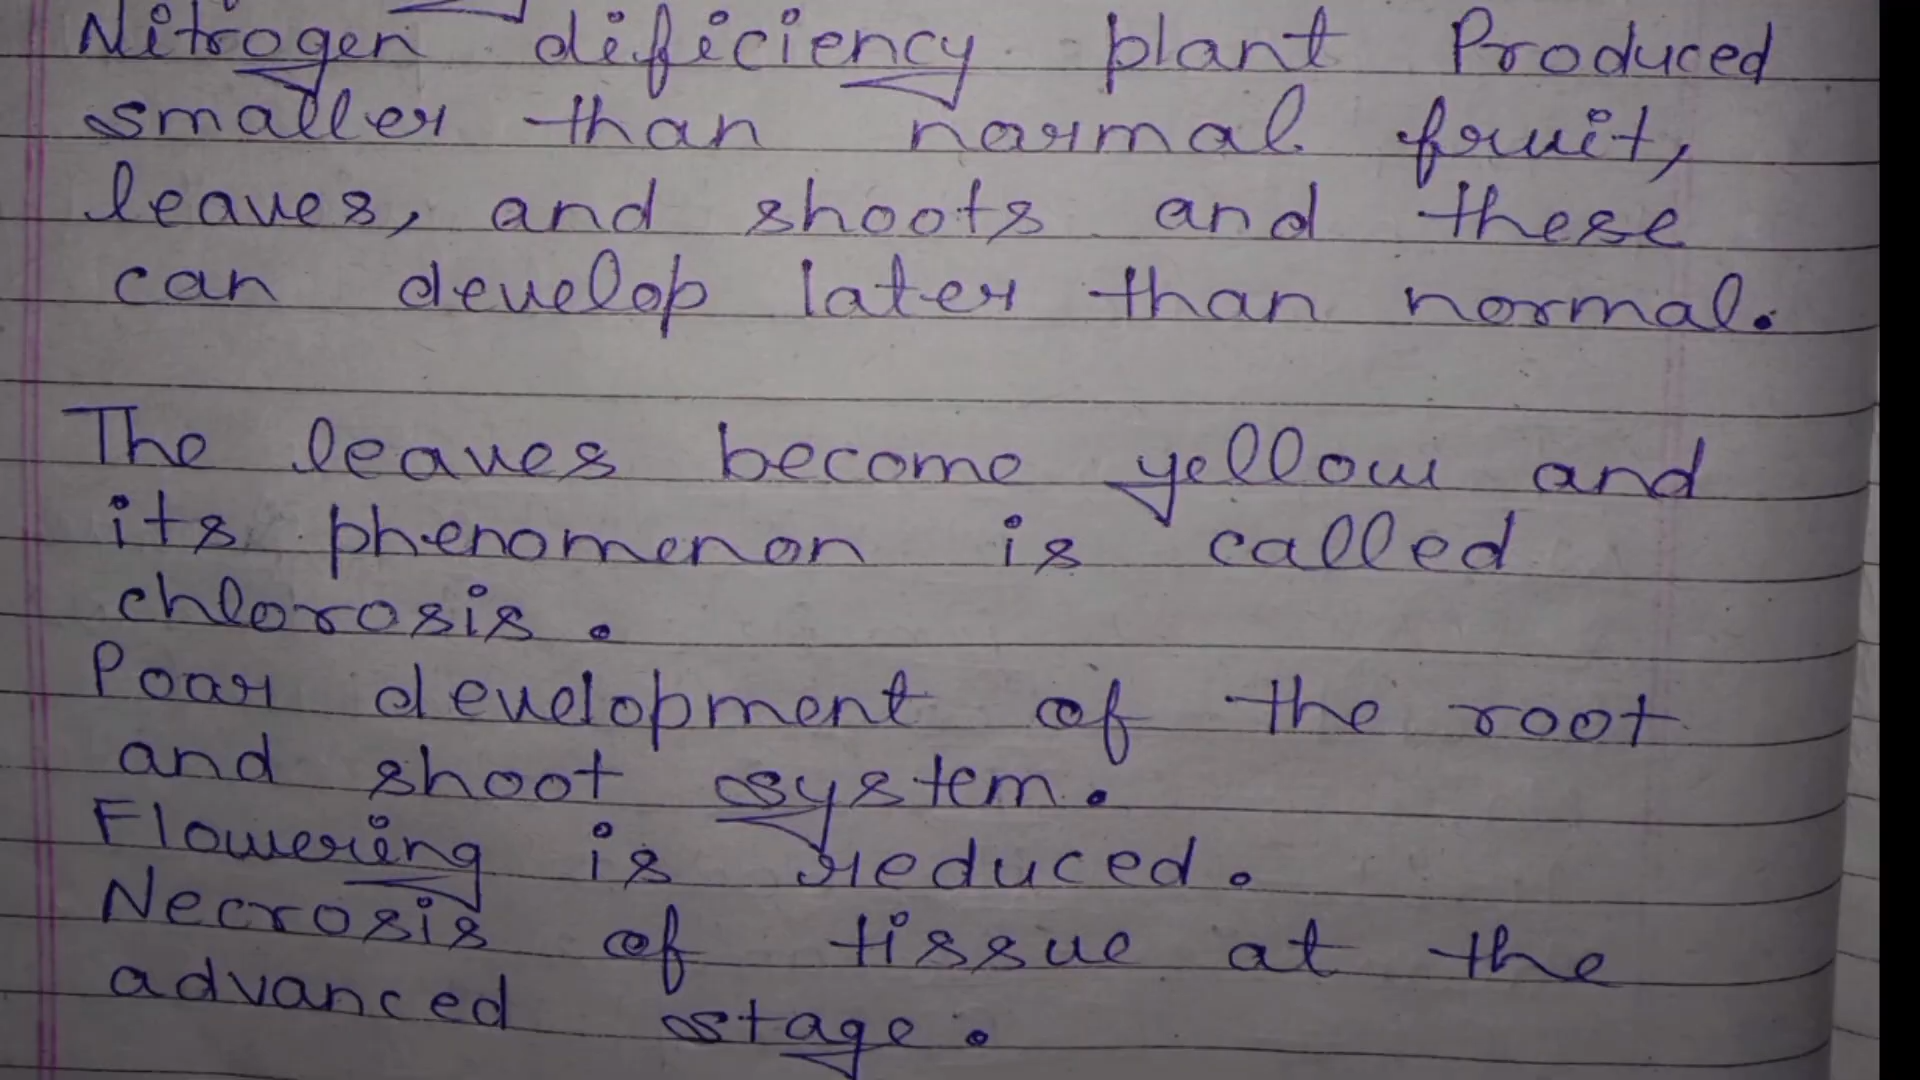 Nitrogen dificiency plant Produced
smaller than normal fruit,
leaves, and shoots and these
can develop later than normal.
The leaves become yellow and
its phenomenon is called
chlorosis.
Poor development of the root
and shoot system.
Flowering is reduced.
Necrosis of tissue at the
advanced stage.